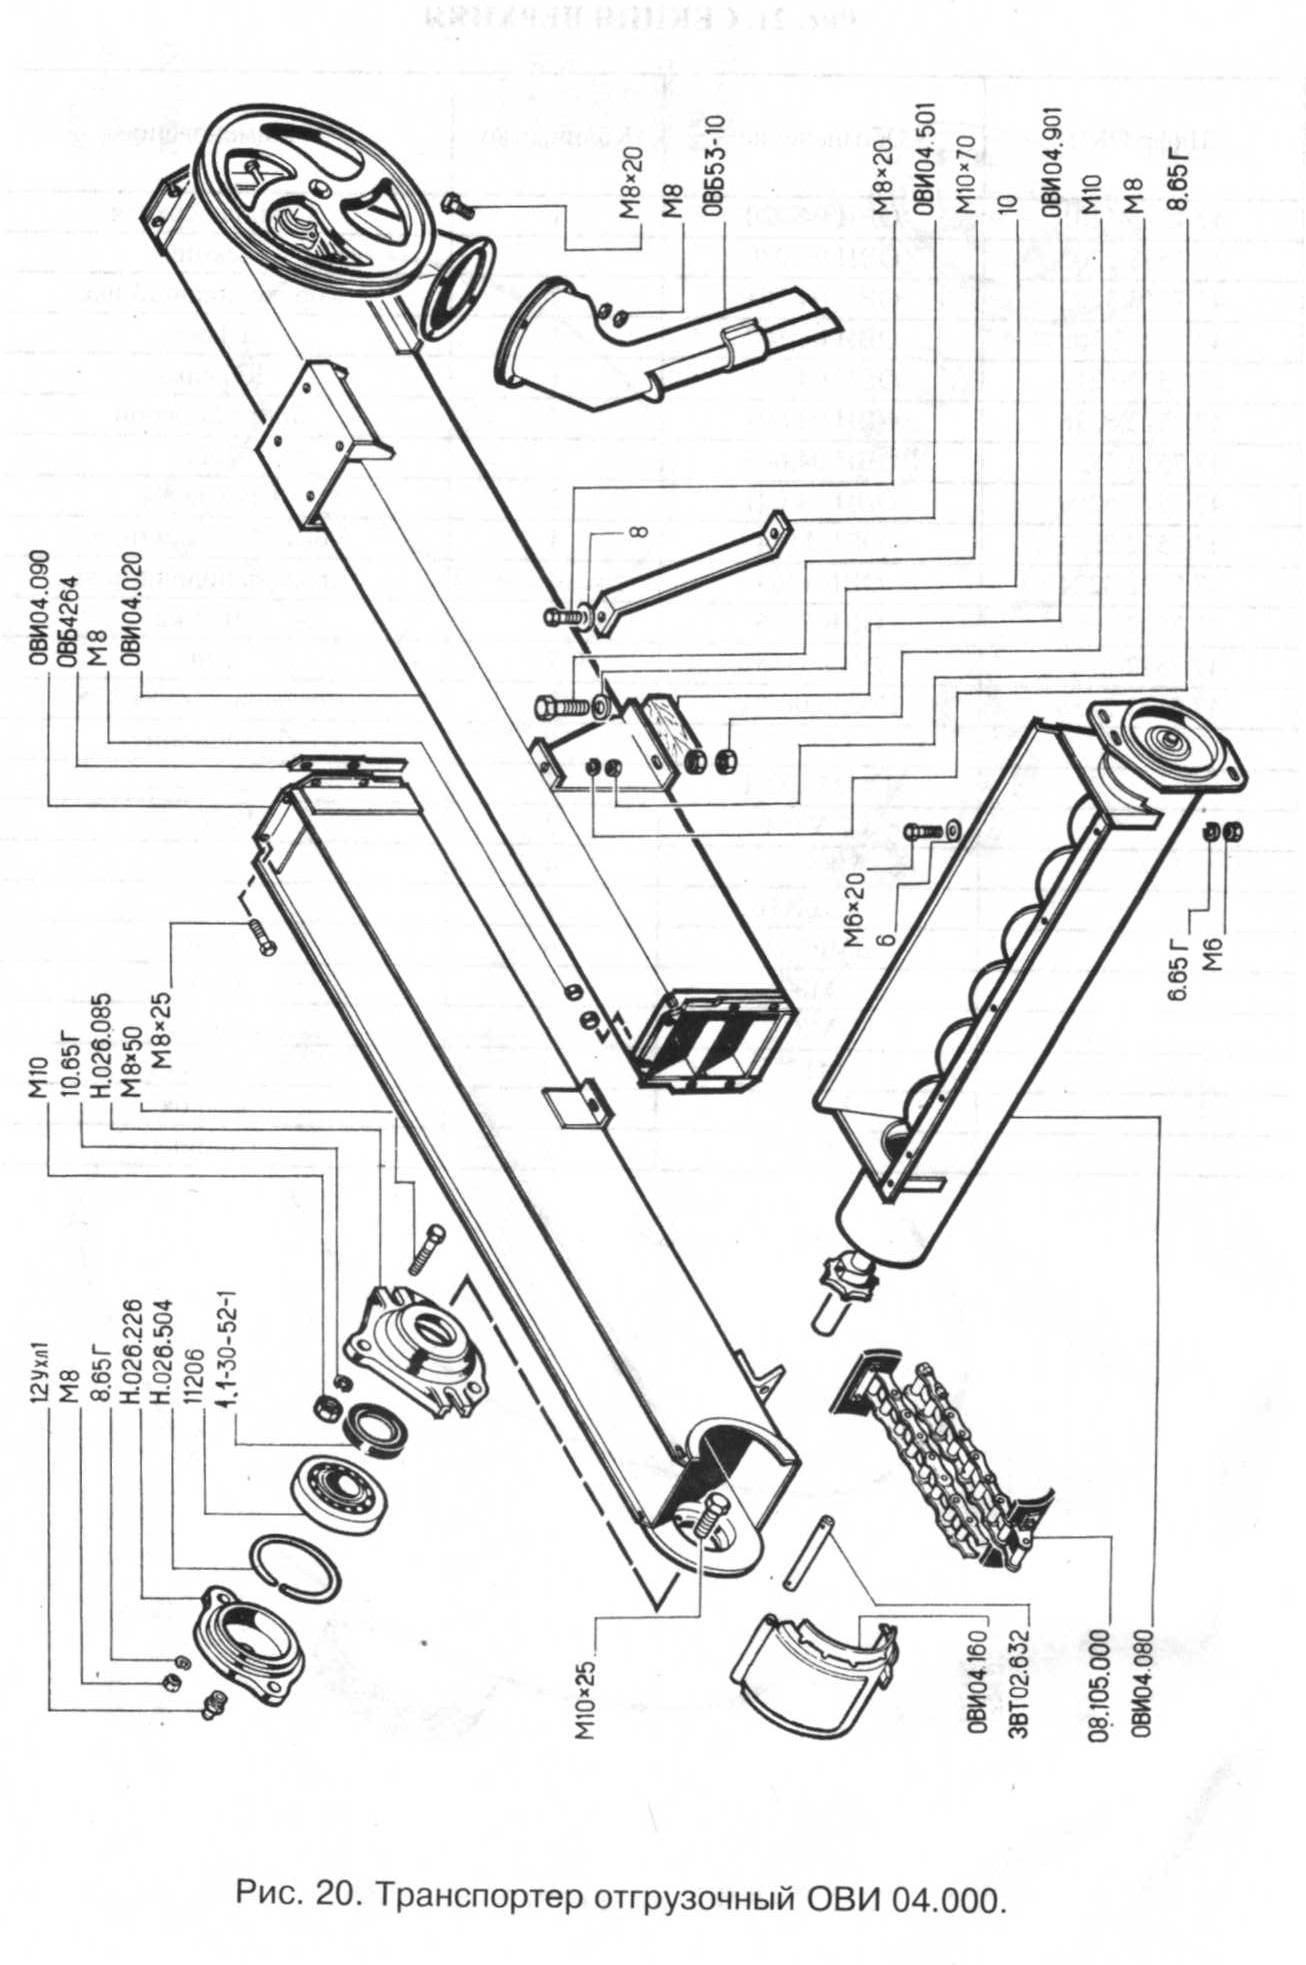 М8×20
М8
ОВБ53-10
М8×20
ОВИ04.501
М10×70
10
ОВИ04.901
М10
М8
8.65Г
8
ОВИ04.090
ОВБ4264
М8
ОВИ04.020
М6×20
6
6.65Г
М6
М10
10.65Г
Н.026.085
М8×50
М8×25
12Ухл1
М8
8.65Г
Н.026.226
Н.026.504
11206
1.1-30-52-1
М10×25
ОВИ04.160
ЗВТ02.632
08.105.000
ОВИ04.080
Рис. 20. Транспортер отгрузочный ОВИ 04.000.